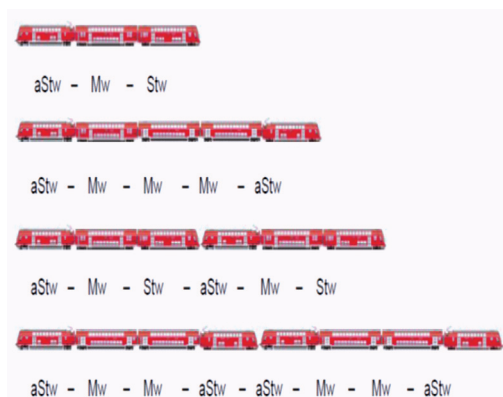 aStw - Mw - Stw
aStw - Mw - Mw - Mw - aStw
aStw - Mw - Stw - aStw - Mw - Stw
aStw - Mw - Mw - aStw - aStw - Mw - Mw - aStw